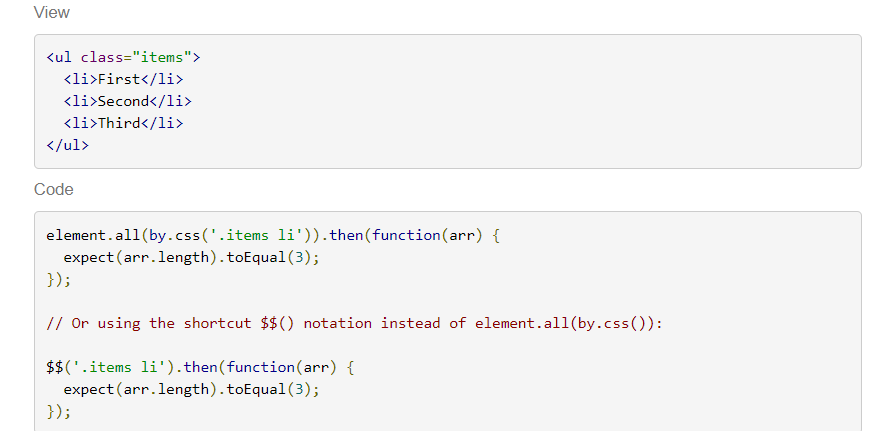 View
<ul class="items">
  <li>First</li>
  <li>Second</li>
  <li>Third</li>
</ul>
Code
element.all(by.css('.items li')).then(function(arr) {
  expect(arr.length).toEqual(3);
});
// Or using the shortcut $$() notation instead of element.all(by.css()):
$$('.items li').then(function(arr) {
  expect(arr.length).toEqual(3);
});